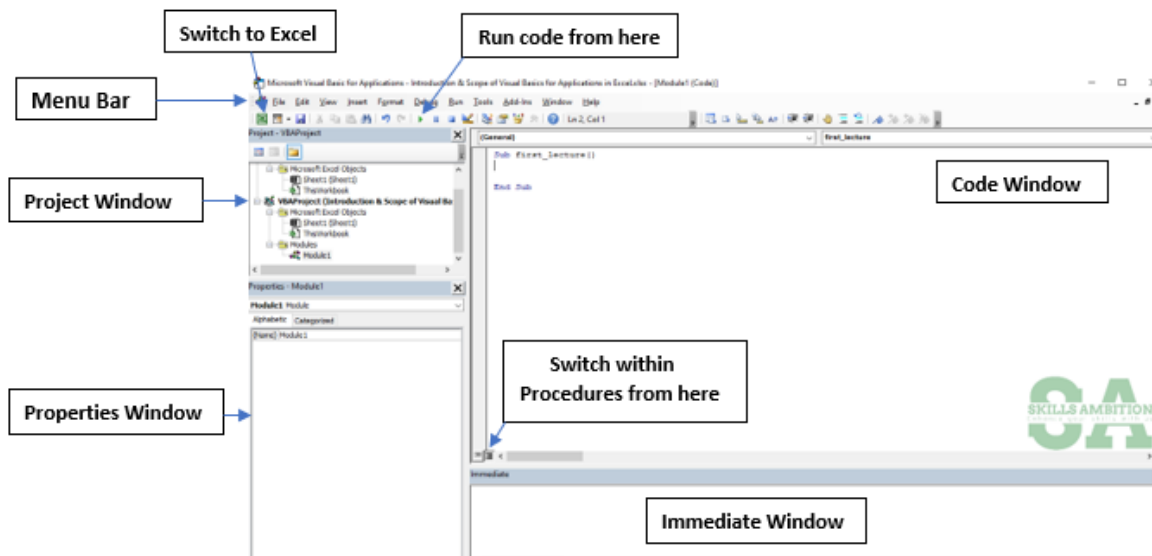 Switch to Excel
Run code from here
Microsoft Visual Basic for Applications - Introduction & Scope of Visual Basics for Applications in Excel.xlsx - [Module1 (Code)]
Menu Bar
File Edit View Insert Format Debug Run Tools Add-Ins Window Help
Ln 2, Col 1
Project - VBAProject
(General)
first_lecture
Sub first_lecture()
Microsoft Excel Objects
Sheet1 (Sheet1)
ThisWorkbook
End Sub
Code Window
Project Window
VBAProject (Introduction & Scope of Visual Ba
Microsoft Excel Objects
Sheet1 (Sheet1)
ThisWorkbook
Modules
Module1
Properties - Module1
Module1 Module
Alphabetic Categorized
(Name) Module1
Switch within
Procedures from here
Properties Window
SA
SKILLS AMBITION
Immediate
Immediate Window